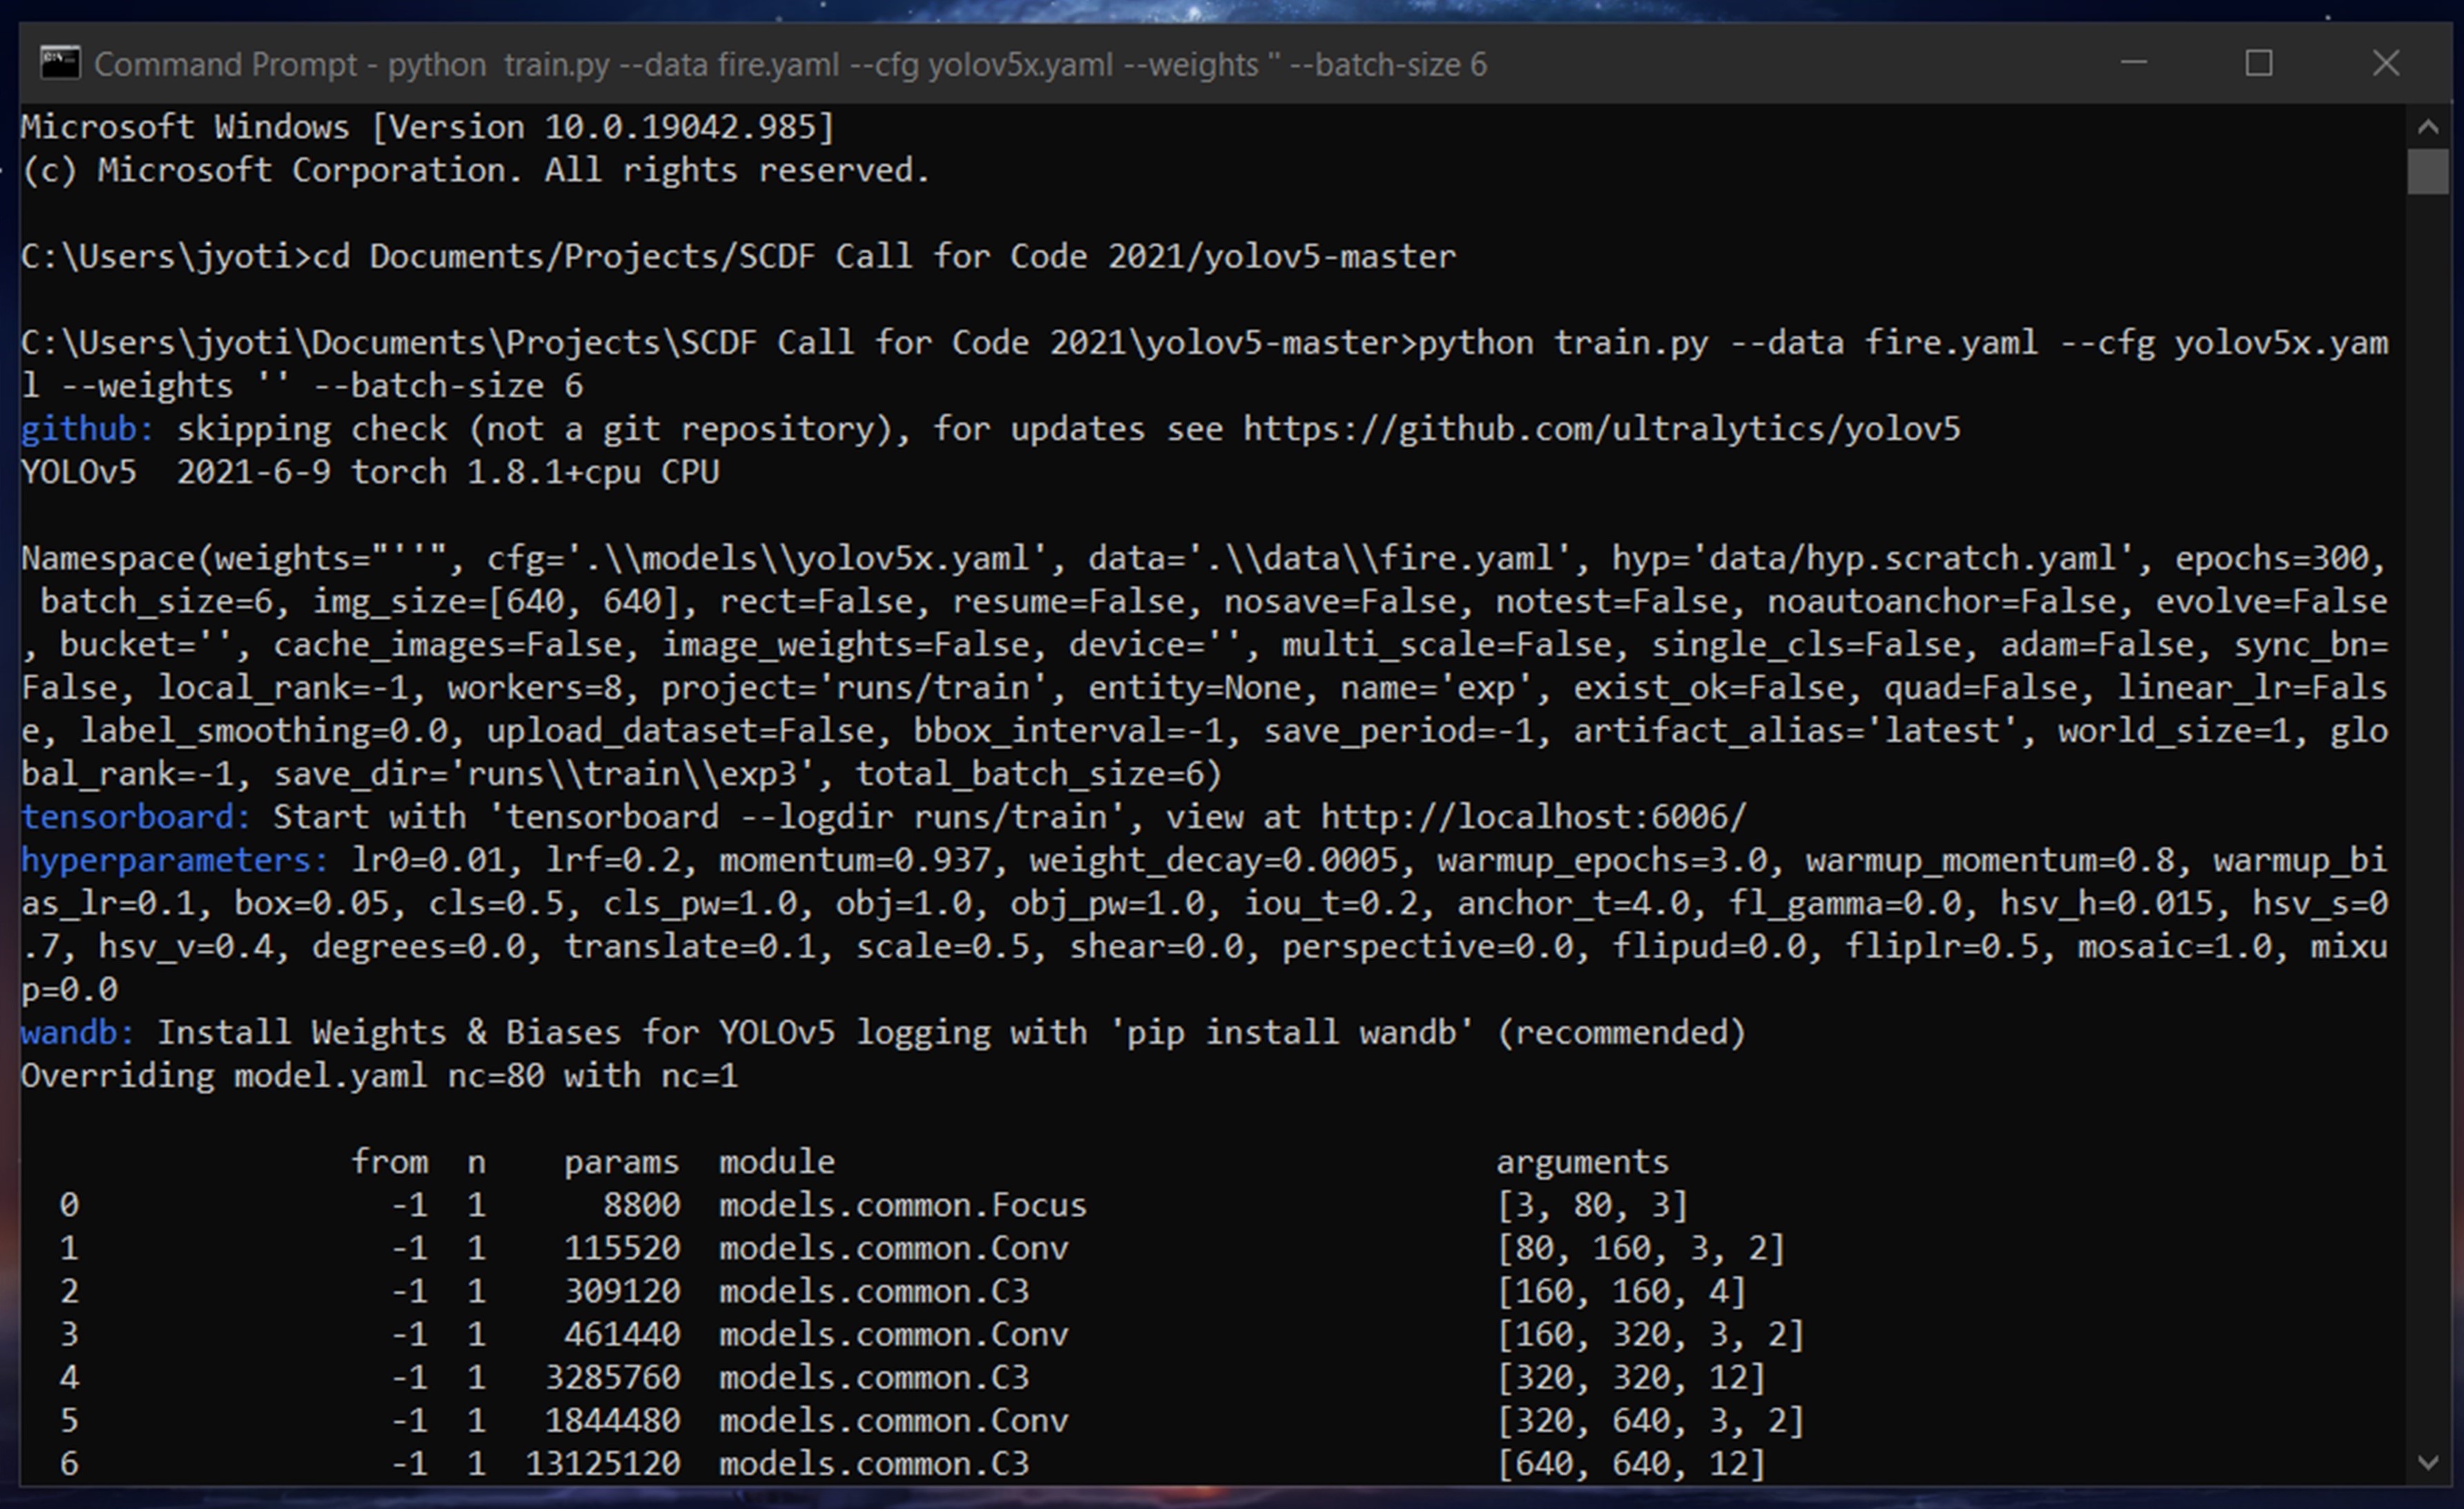 Command Prompt - python  train.py --data fire.yaml --cfg yolov5x.yaml --weights '' --batch-size 6
Microsoft Windows [Version 10.0.19042.985]
(c) Microsoft Corporation. All rights reserved.
C:\Users\jyoti>cd Documents/Projects/SCDF Call for Code 2021/yolov5-master
C:\Users\jyoti\Documents\Projects\SCDF Call for Code 2021\yolov5-master>python train.py --data fire.yaml --cfg yolov5x.yam
l --weights '' --batch-size 6
github: skipping check (not a git repository), for updates see https://github.com/ultralytics/yolov5
YOLOv5  2021-6-9 torch 1.8.1+cpu CPU
Namespace(weights="''", cfg='.\\models\\yolov5x.yaml', data='.\\data\\fire.yaml', hyp='data/hyp.scratch.yaml', epochs=300,
 batch_size=6, img_size=[640, 640], rect=False, resume=False, nosave=False, notest=False, noautoanchor=False, evolve=False
, bucket='', cache_images=False, image_weights=False, device='', multi_scale=False, single_cls=False, adam=False, sync_bn=
False, local_rank=-1, workers=8, project='runs/train', entity=None, name='exp', exist_ok=False, quad=False, linear_lr=Fals
e, label_smoothing=0.0, upload_dataset=False, bbox_interval=-1, save_period=-1, artifact_alias='latest', world_size=1, glo
bal_rank=-1, save_dir='runs\\train\\exp3', total_batch_size=6)
tensorboard: Start with 'tensorboard --logdir runs/train', view at http://localhost:6006/
hyperparameters: lr0=0.01, lrf=0.2, momentum=0.937, weight_decay=0.0005, warmup_epochs=3.0, warmup_momentum=0.8, warmup_bi
as_lr=0.1, box=0.05, cls=0.5, cls_pw=1.0, obj=1.0, obj_pw=1.0, iou_t=0.2, anchor_t=4.0, fl_gamma=0.0, hsv_h=0.015, hsv_s=0
.7, hsv_v=0.4, degrees=0.0, translate=0.1, scale=0.5, shear=0.0, perspective=0.0, flipud=0.0, fliplr=0.5, mosaic=1.0, mixu
p=0.0
wandb: Install Weights & Biases for YOLOv5 logging with 'pip install wandb' (recommended)
Overriding model.yaml nc=80 with nc=1
from  n    params  module                                  arguments
0                -1  1      8800  models.common.Focus                     [3, 80, 3]
1                -1  1    115520  models.common.Conv                      [80, 160, 3, 2]
2                -1  1    309120  models.common.C3                        [160, 160, 4]
3                -1  1    461440  models.common.Conv                      [160, 320, 3, 2]
4                -1  1   3285760  models.common.C3                        [320, 320, 12]
5                -1  1   1844480  models.common.Conv                      [320, 640, 3, 2]
6                -1  1  13125120  models.common.C3                        [640, 640, 12]